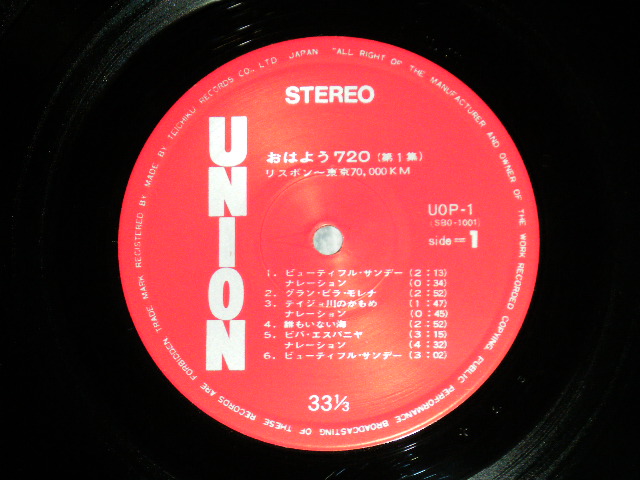 MADE BY TEICHIKU RECORDS CO., LTD. JAPAN "ALL RIGHT OF THE MANUFACTURER AND OWNER OF THE WORK RECORDED COPING, PUBLIC PERFORMANCE BROADCASTING OF THESE RECORDS ARE FORBIDDEN TRADE MARK REGISTERED BY
STEREO
UNION
おはよう720(第1集)
リスボン〜東京70,000KM
UOP-1
(SBO-1001)
side=1
1. ビューティフル・サンデー(2:13)
ナレーション (0:34)
2. グラン・ビラ・モレナ (2:52)
3. テイジョ川のかもめ (1:47)
ナレーション (0:45)
4. 誰もいない海 (2:52)
5. ビバ・エスパニヤ (3:15)
ナレーション (4:32)
6. ビューティフル・サンデー(3:02)
33⅓